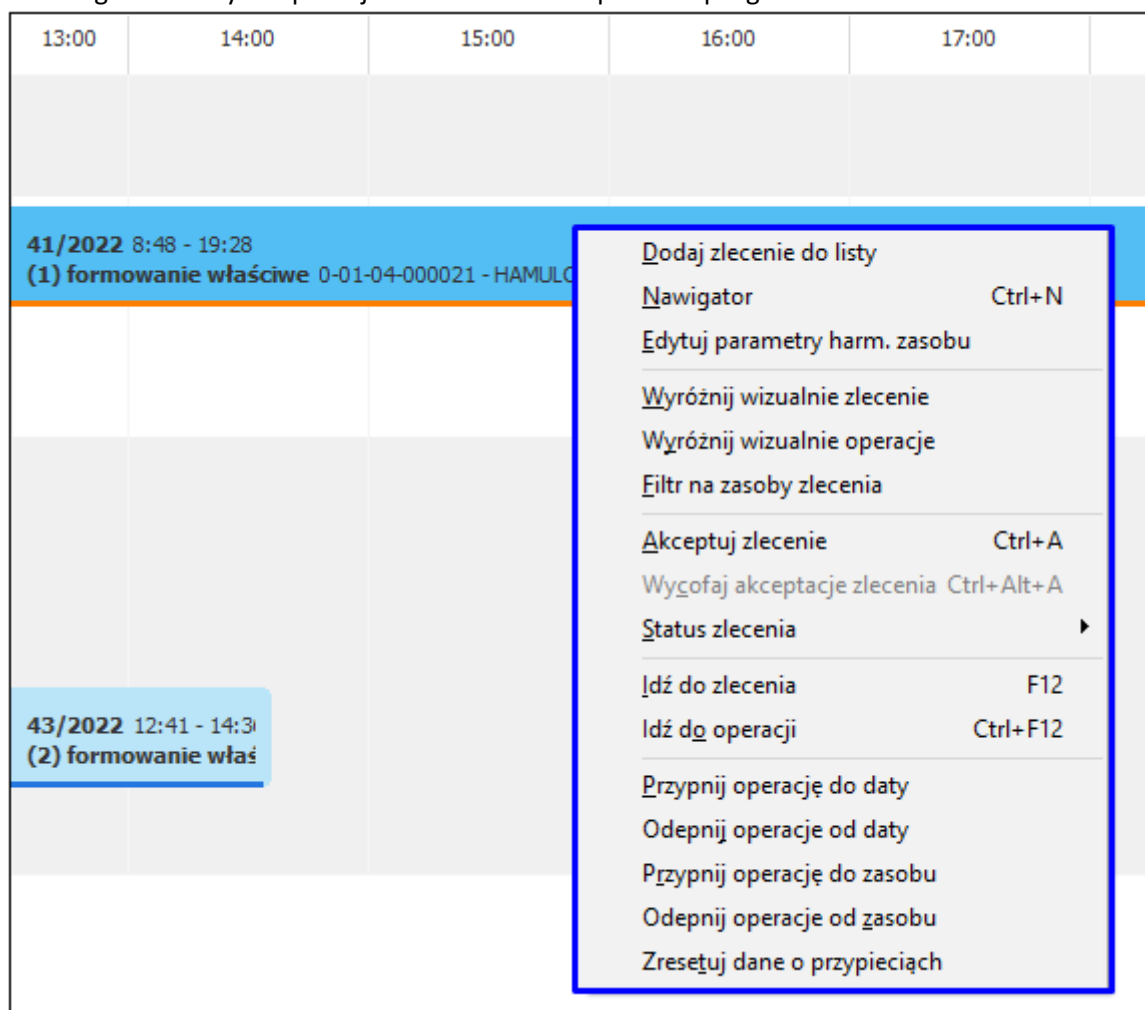 13:00 14:00 15:00 16:00 17:00
41/2022 8:48 - 19:28
(1) formowanie właściwe 0-01-04-000021 - HAMULC
Dodaj zlecenie do listy
Nawigator Ctrl+N
Edytuj parametry harm. zasobu
Wyróżnij wizualnie zlecenie
Wyróżnij wizualnie operacje
Filtr na zasoby zlecenia
Akceptuj zlecenie Ctrl+A
Wycofaj akceptacje zlecenia Ctrl+Alt+A
Status zlecenia
Idź do zlecenia F12
Idź do operacji Ctrl+F12
Przypnij operację do daty
Odepnij operacje od daty
Przypnij operację do zasobu
Odepnij operacje od zasobu
Zresetuj dane o przypięciach
43/2022 12:41 - 14:3
(2) formowanie właś